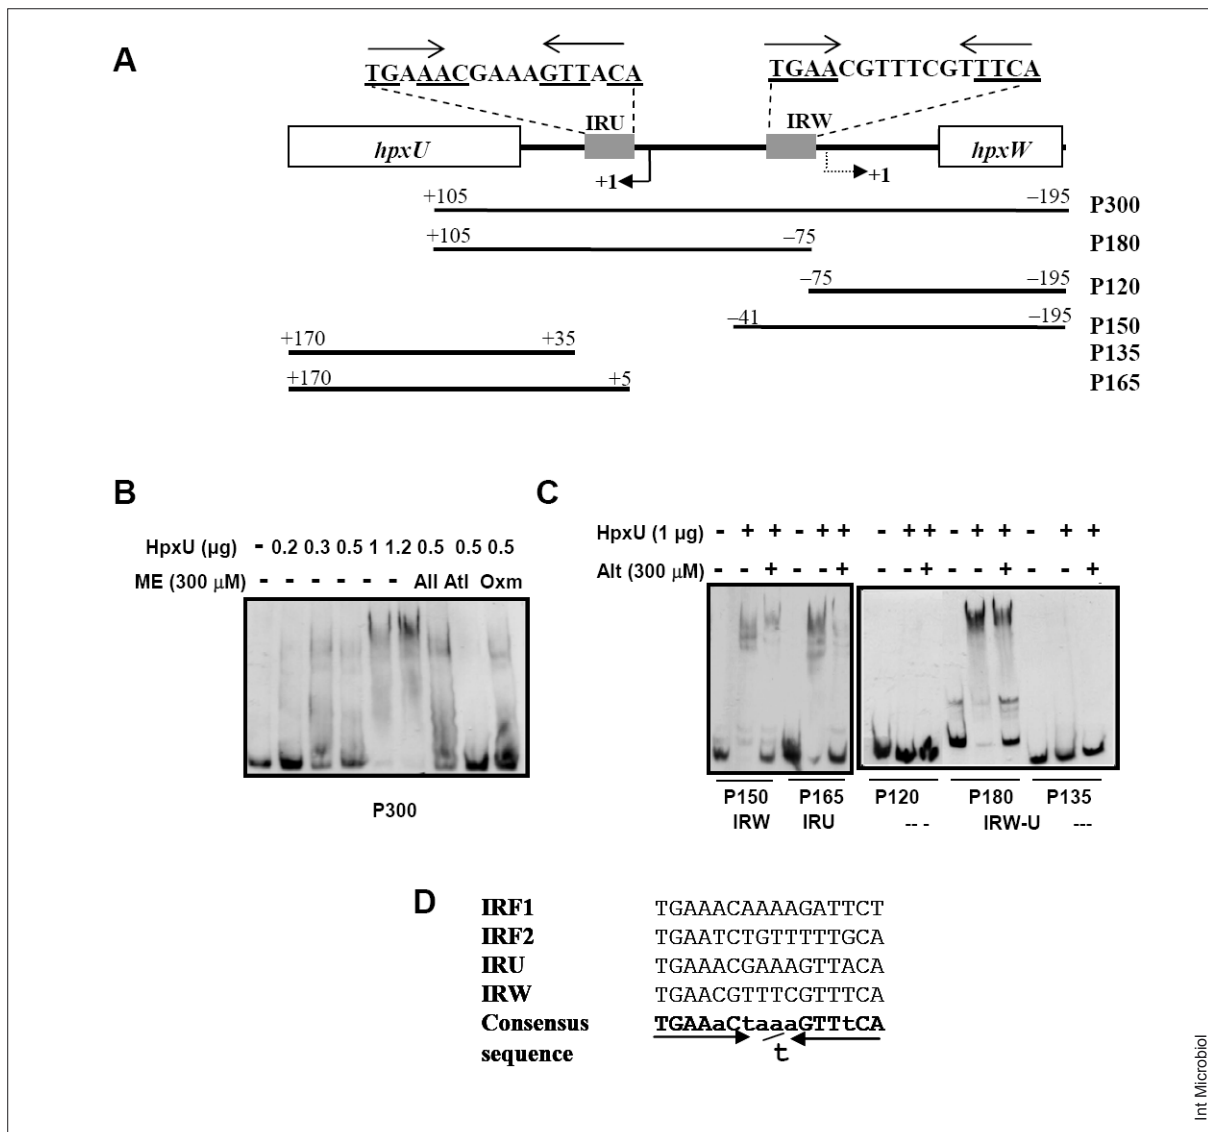 A
TGAAACGAAAGTTACA TGAACGTTTCGTTTCA
IRU IRW
hpxU hpxW
+1 +1
+105 –195 P300
+105 –75 P180
–75 –195 P120
–41 –195 P150
+170 +35 P135
+170 +5 P165
B
HpxU (µg) - 0.2 0.3 0.5 1 1.2 0.5 0.5 0.5
ME (300 µM) - - - - - - All Atl Oxm
P300
C
HpxU (1 µg) - + + - + + - + + - + + - + +
Alt (300 µM) - - + - - + - - + - - + - - +
P150 P165 P120 P180 P135
IRW IRU -- - IRW-U ---
D
IRF1 TGAAACAAAAGATTCT
IRF2 TGAATCTGTTTTTGCA
IRU TGAAACGAAAGTTACA
IRW TGAACGTTTCGTTTCA
Consensus TGAAaCtaaaGTTtCA
sequence t
Int Microbiol